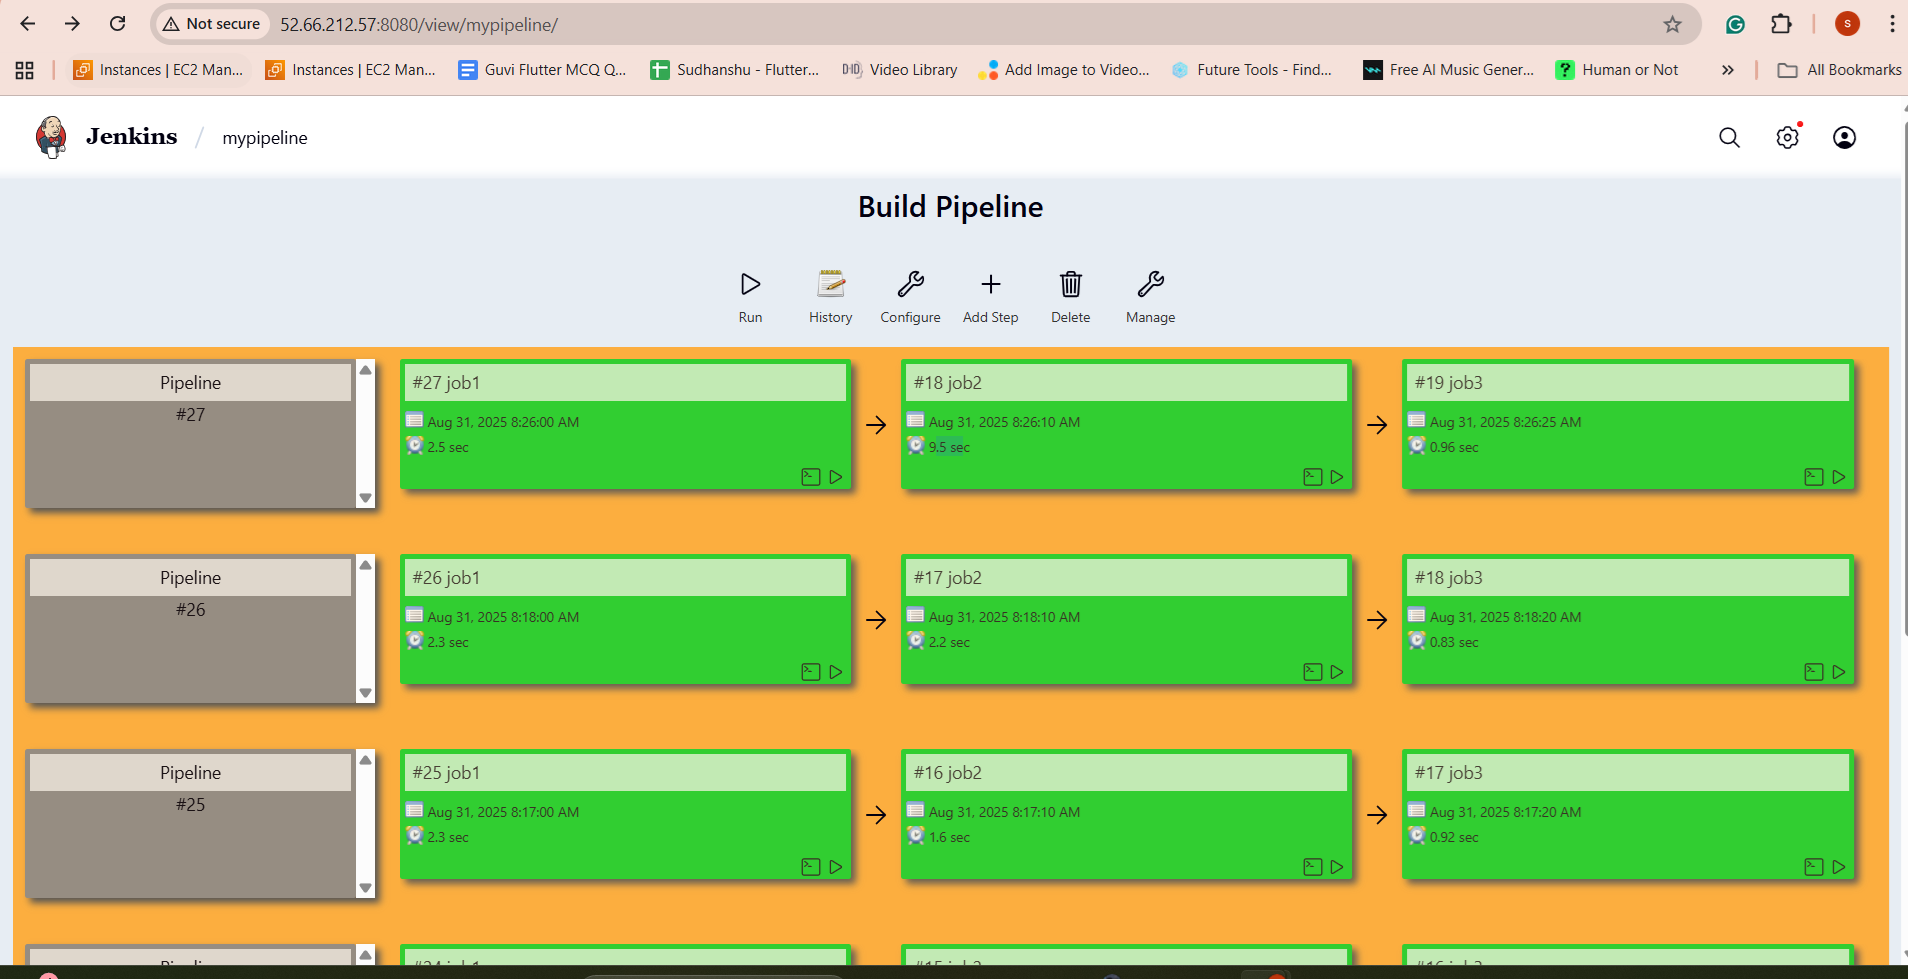 Not secure 52.66.212.57:8080/view/mypipeline/ s
Instances | EC2 Man... Instances | EC2 Man... Guvi Flutter MCQ Q... Sudhanshu - Flutter... Video Library Add Image to Video... Future Tools - Find... Free AI Music Gener... Human or Not » All Bookmarks
Jenkins / mypipeline
Build Pipeline
Run History Configure Add Step Delete Manage
Pipeline
#27
#27 job1
Aug 31, 2025 8:26:00 AM
2.5 sec
#18 job2
Aug 31, 2025 8:26:10 AM
9.5 sec
#19 job3
Aug 31, 2025 8:26:25 AM
0.96 sec
Pipeline
#26
#26 job1
Aug 31, 2025 8:18:00 AM
2.3 sec
#17 job2
Aug 31, 2025 8:18:10 AM
2.2 sec
#18 job3
Aug 31, 2025 8:18:20 AM
0.83 sec
Pipeline
#25
#25 job1
Aug 31, 2025 8:17:00 AM
2.3 sec
#16 job2
Aug 31, 2025 8:17:10 AM
1.6 sec
#17 job3
Aug 31, 2025 8:17:20 AM
0.92 sec